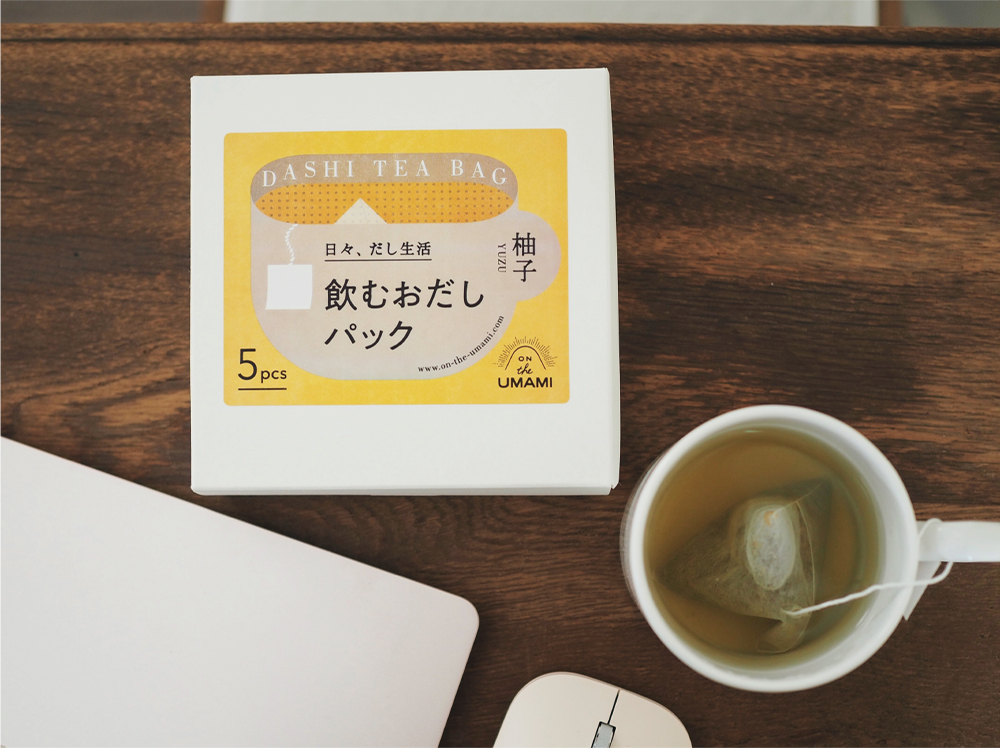 DASHI TEA BAG
日々、だし生活
飲むおだし
パック
柚子
YUZU
www.on-the-umami.com
5pcs
ON
the
UMAMI